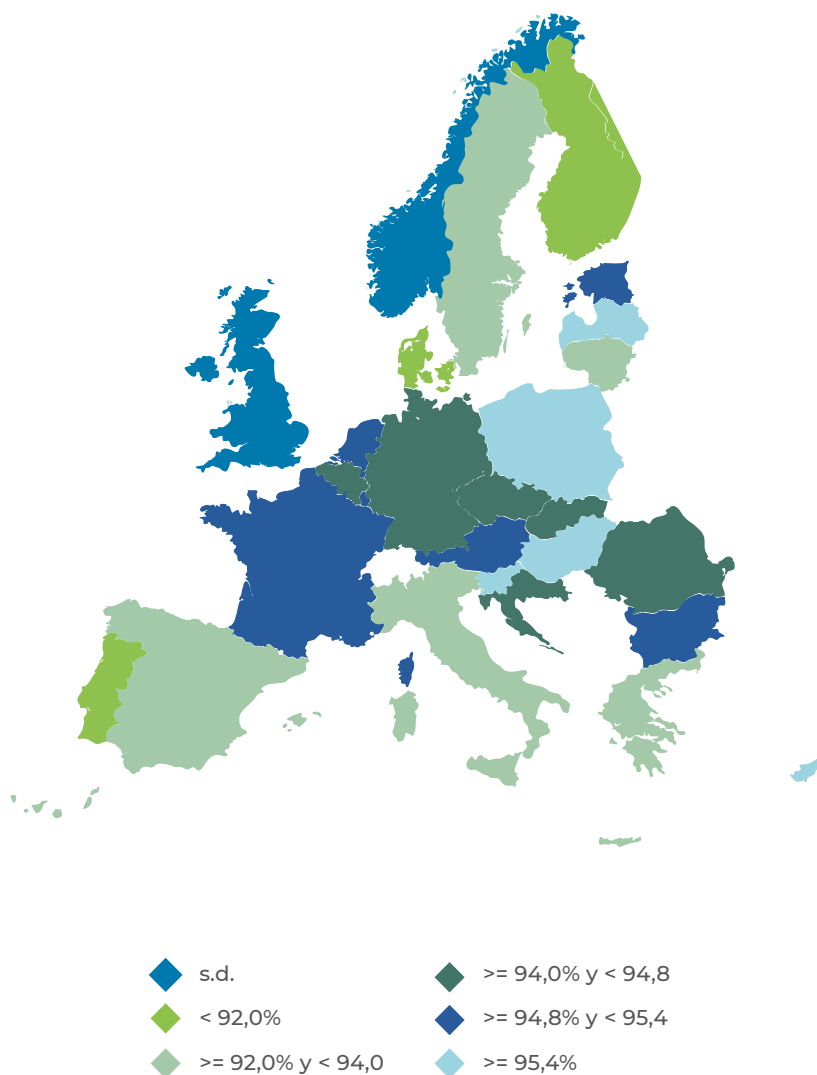 s.d.
< 92,0%
>= 92,0% y < 94,0
>= 94,0% y < 94,8
>= 94,8% y < 95,4
>= 95,4%